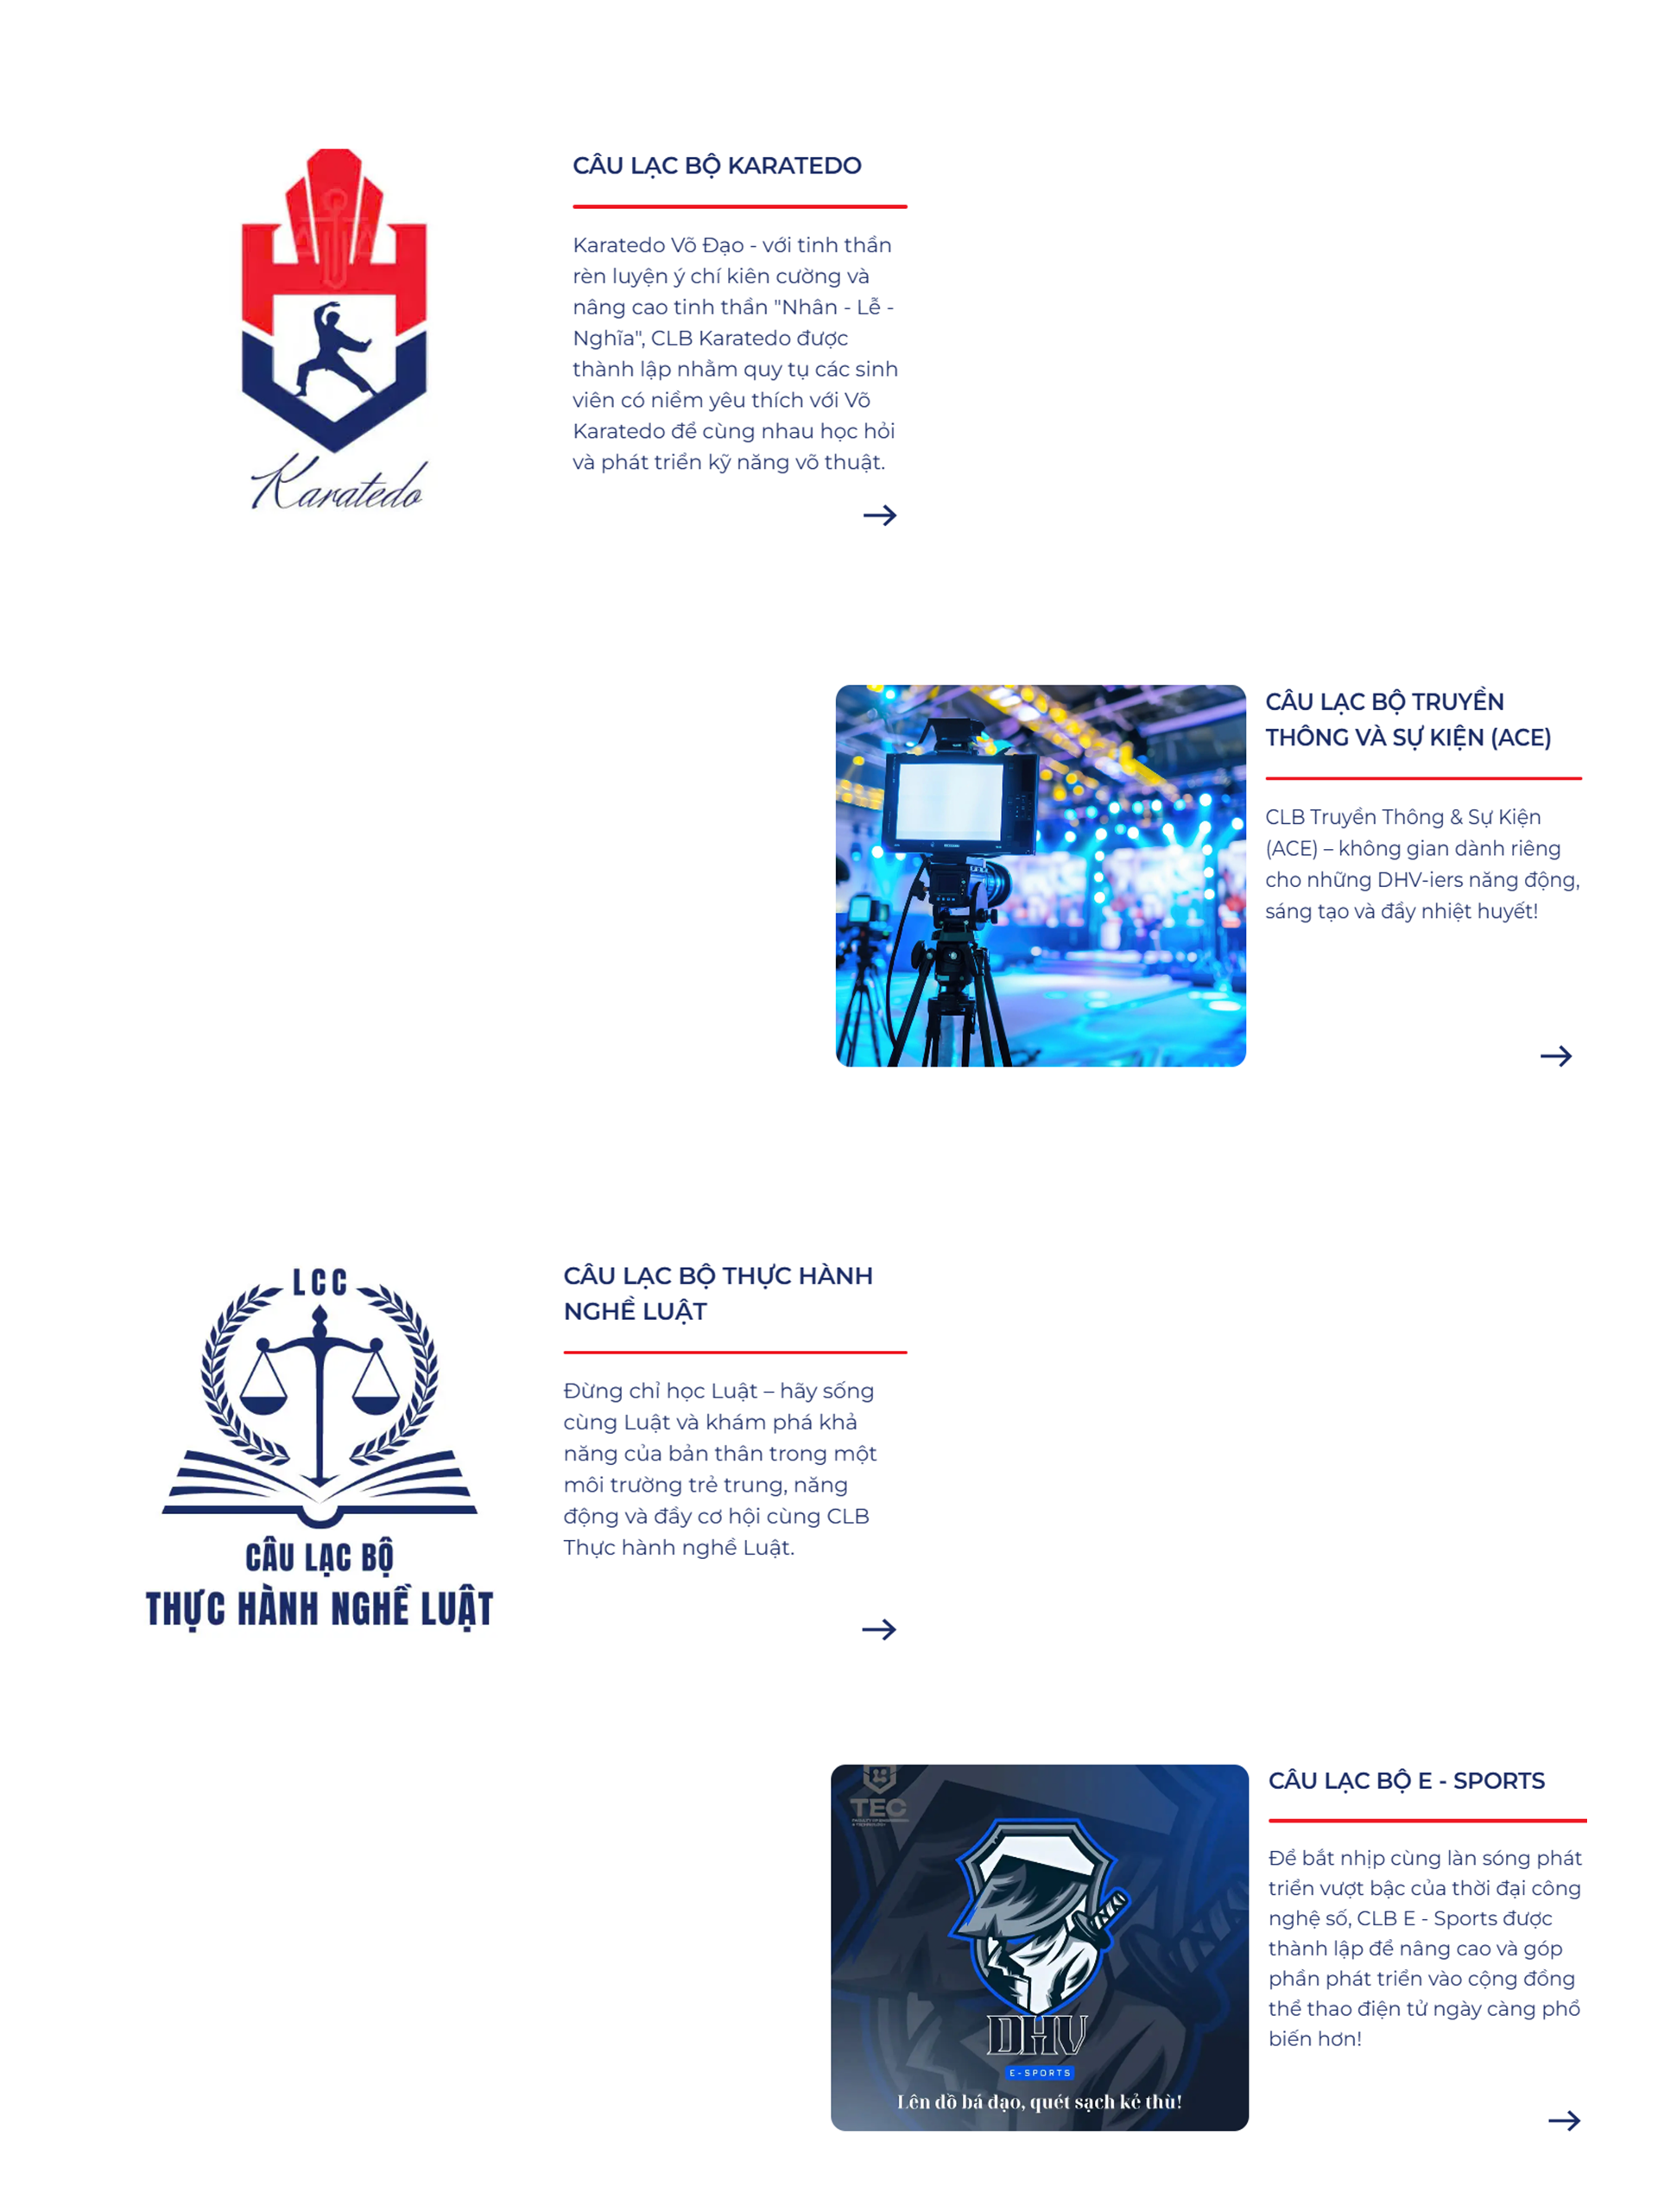 Karatedo
CÂU LẠC BỘ KARATEDO
Karatedo Võ Đạo - với tinh thần
rèn luyện ý chí kiên cường và
nâng cao tinh thần "Nhân - Lễ -
Nghĩa", CLB Karatedo được
thành lập nhằm quy tụ các sinh
viên có niềm yêu thích với Võ
Karatedo để cùng nhau học hỏi
và phát triển kỹ năng võ thuật.
CÂU LẠC BỘ TRUYỀN
THÔNG VÀ SỰ KIỆN (ACE)
CLB Truyền Thông & Sự Kiện
(ACE) – không gian dành riêng
cho những DHV-iers năng động,
sáng tạo và đầy nhiệt huyết!
LCC
CÂU LẠC BỘ
THỰC HÀNH NGHỀ LUẬT
CÂU LẠC BỘ THỰC HÀNH
NGHỀ LUẬT
Đừng chỉ học Luật – hãy sống
cùng Luật và khám phá khả
năng của bản thân trong một
môi trường trẻ trung, năng
động và đầy cơ hội cùng CLB
Thực hành nghề Luật.
TEC
DHV
E-SPORTS
Lên đồ bá đạo, quét sạch kẻ thù!
CÂU LẠC BỘ E - SPORTS
Để bắt nhịp cùng làn sóng phát
triển vượt bậc của thời đại công
nghệ số, CLB E - Sports được
thành lập để nâng cao và góp
phần phát triển vào cộng đồng
thể thao điện tử ngày càng phổ
biến hơn!